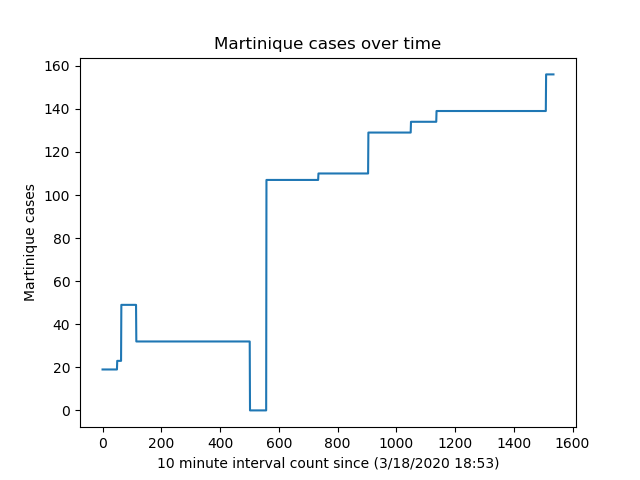 Martinique cases over time
Martinique cases
160
140
120
100
80
60
40
20
0
0 200 400 600 800 1000 1200 1400 1600
10 minute interval count since (3/18/2020 18:53)